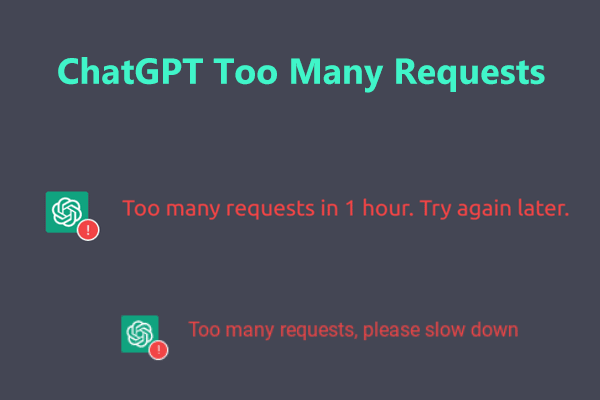 ChatGPT Too Many Requests
Too many requests in 1 hour. Try again later.
!
Too many requests, please slow down
!